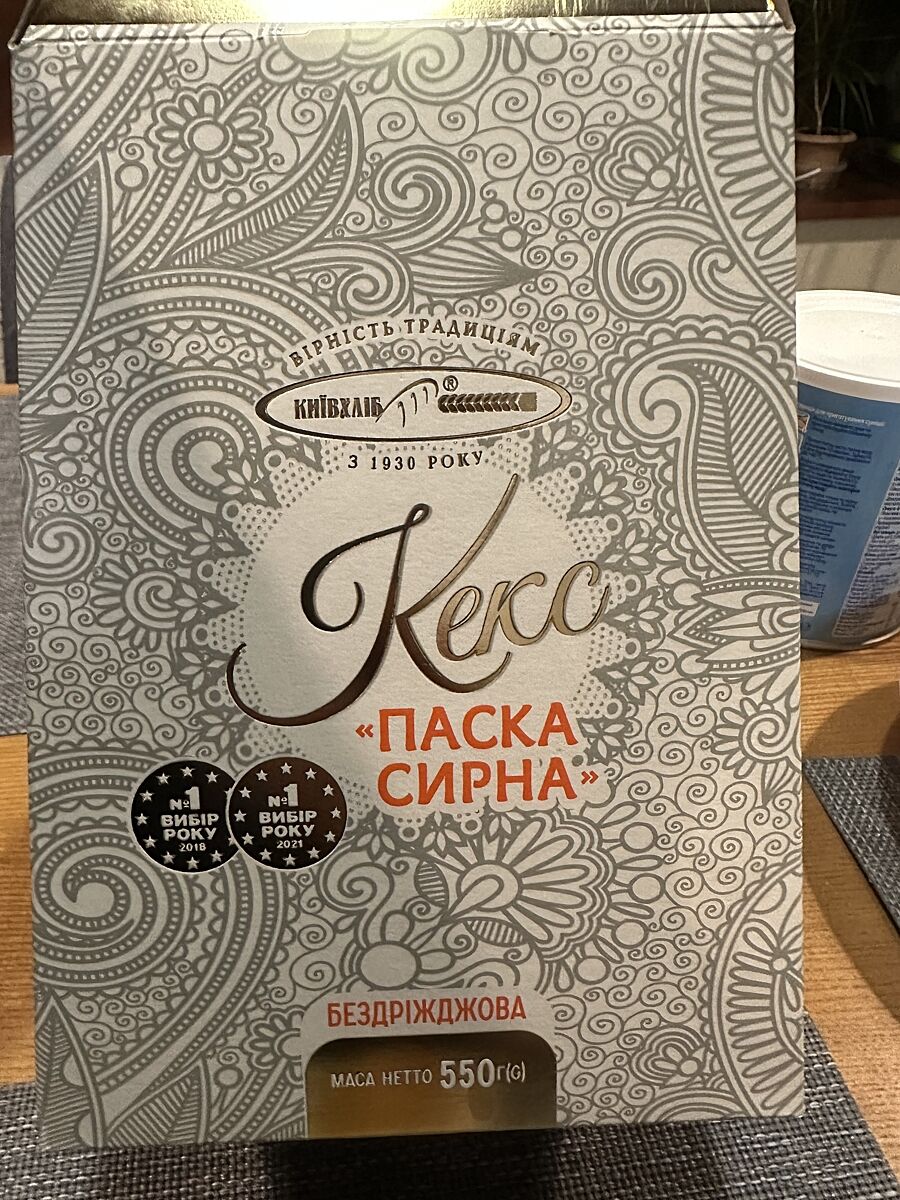 ВІРНІСТЬ ТРАДИЦІЯМ
КИЇВХЛІБ ®
З 1930 РОКУ
Кекс
«ПАСКА
СИРНА»
№1
ВИБІР
РОКУ
2018
№1
ВИБІР
РОКУ
2021
БЕЗДРІЖДЖОВА
МАСА НЕТТО 550г(G)